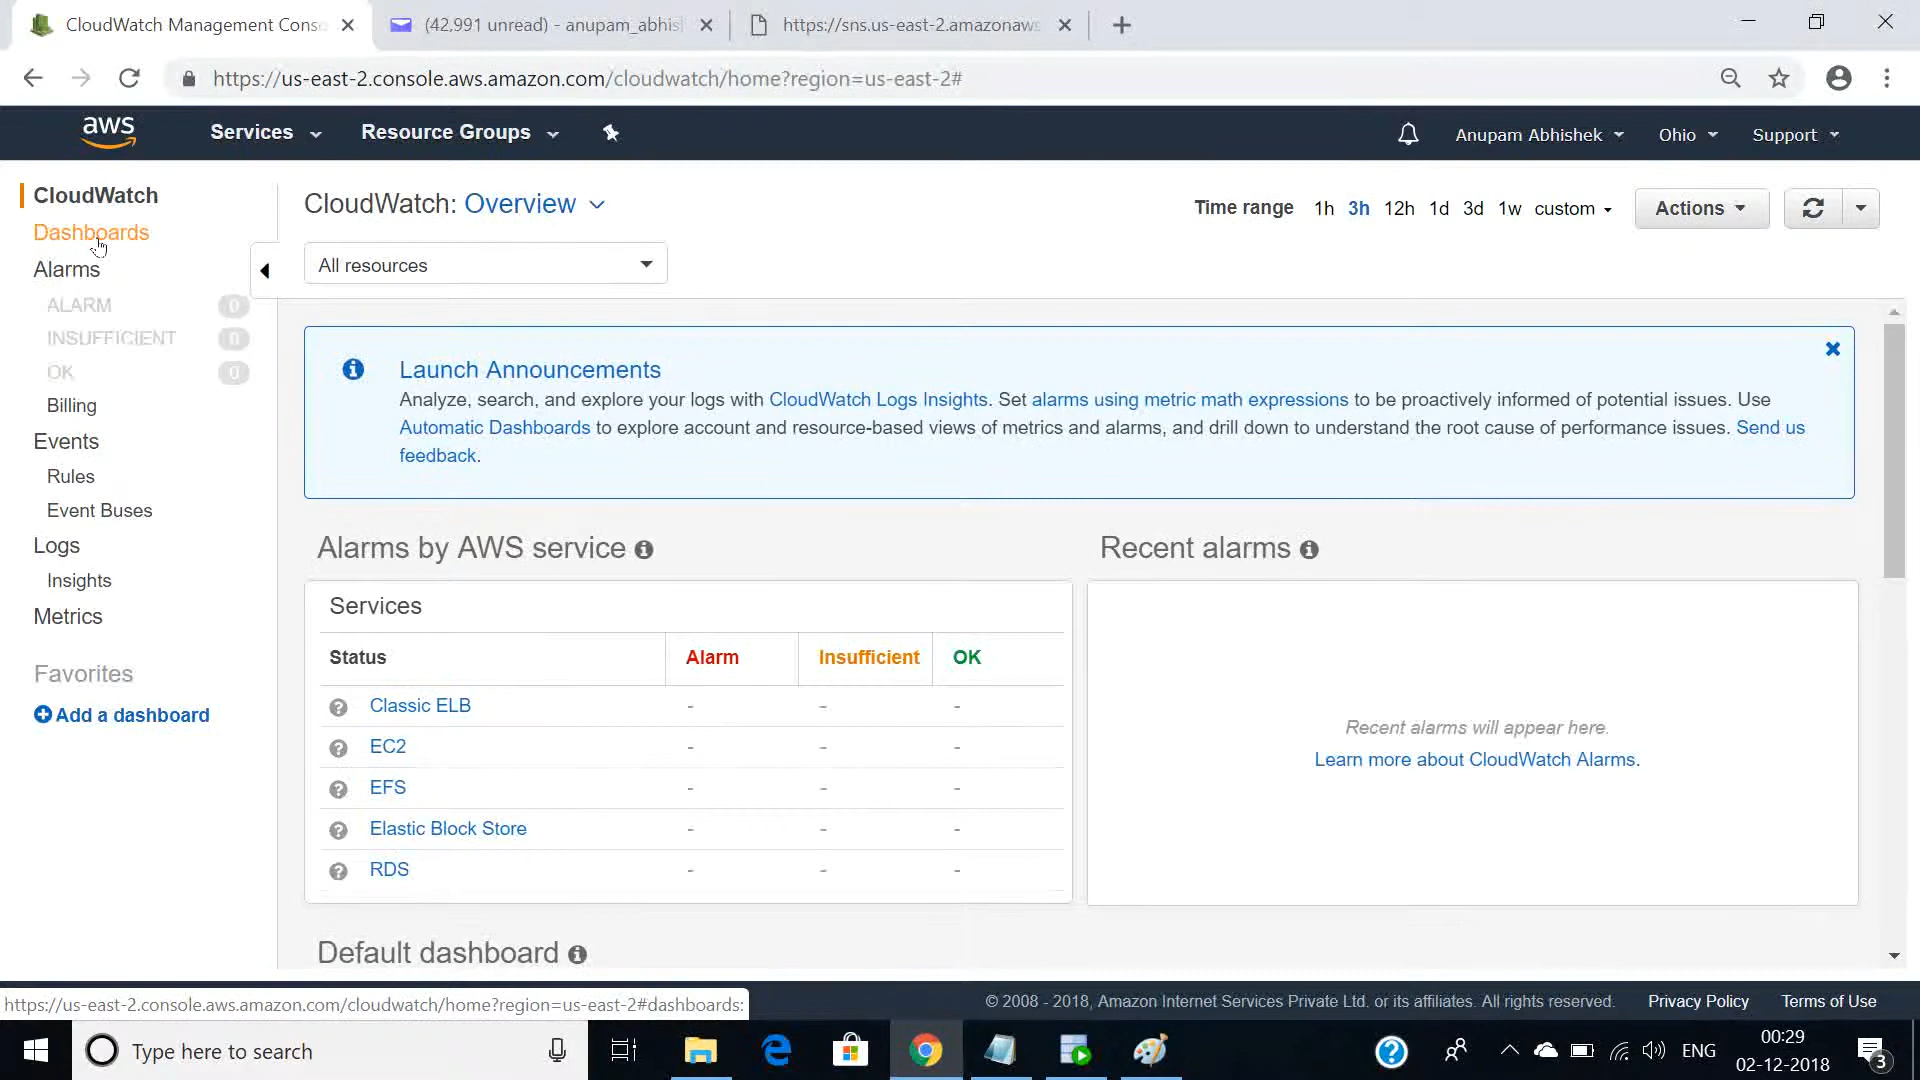 CloudWatch Management Conso
(42,991 unread) - anupam_abhis
https://sns.us-east-2.amazonaws
https://us-east-2.console.aws.amazon.com/cloudwatch/home?region=us-east-2#
aws
Services
Resource Groups
Anupam Abhishek
Ohio
Support
CloudWatch
Dashboards
Alarms
ALARM 0
INSUFFICIENT 0
OK 0
Billing
Events
Rules
Event Buses
Logs
Insights
Metrics
Favorites
Add a dashboard
CloudWatch: Overview
Time range 1h 3h 12h 1d 3d 1w custom
Actions
All resources
Launch Announcements
Analyze, search, and explore your logs with CloudWatch Logs Insights. Set alarms using metric math expressions to be proactively informed of potential issues. Use
Automatic Dashboards to explore account and resource-based views of metrics and alarms, and drill down to understand the root cause of performance issues. Send us
feedback.
Alarms by AWS service
Services
Status Alarm Insufficient OK
Classic ELB - - -
EC2 - - -
EFS - - -
Elastic Block Store - - -
RDS - - -
Recent alarms
Recent alarms will appear here.
Learn more about CloudWatch Alarms.
Default dashboard
https://us-east-2.console.aws.amazon.com/cloudwatch/home?region=us-east-2#dashboards:
© 2008 - 2018, Amazon Internet Services Private Ltd. or its affiliates. All rights reserved.
Privacy Policy
Terms of Use
Type here to search
ENG
00:29
02-12-2018
3